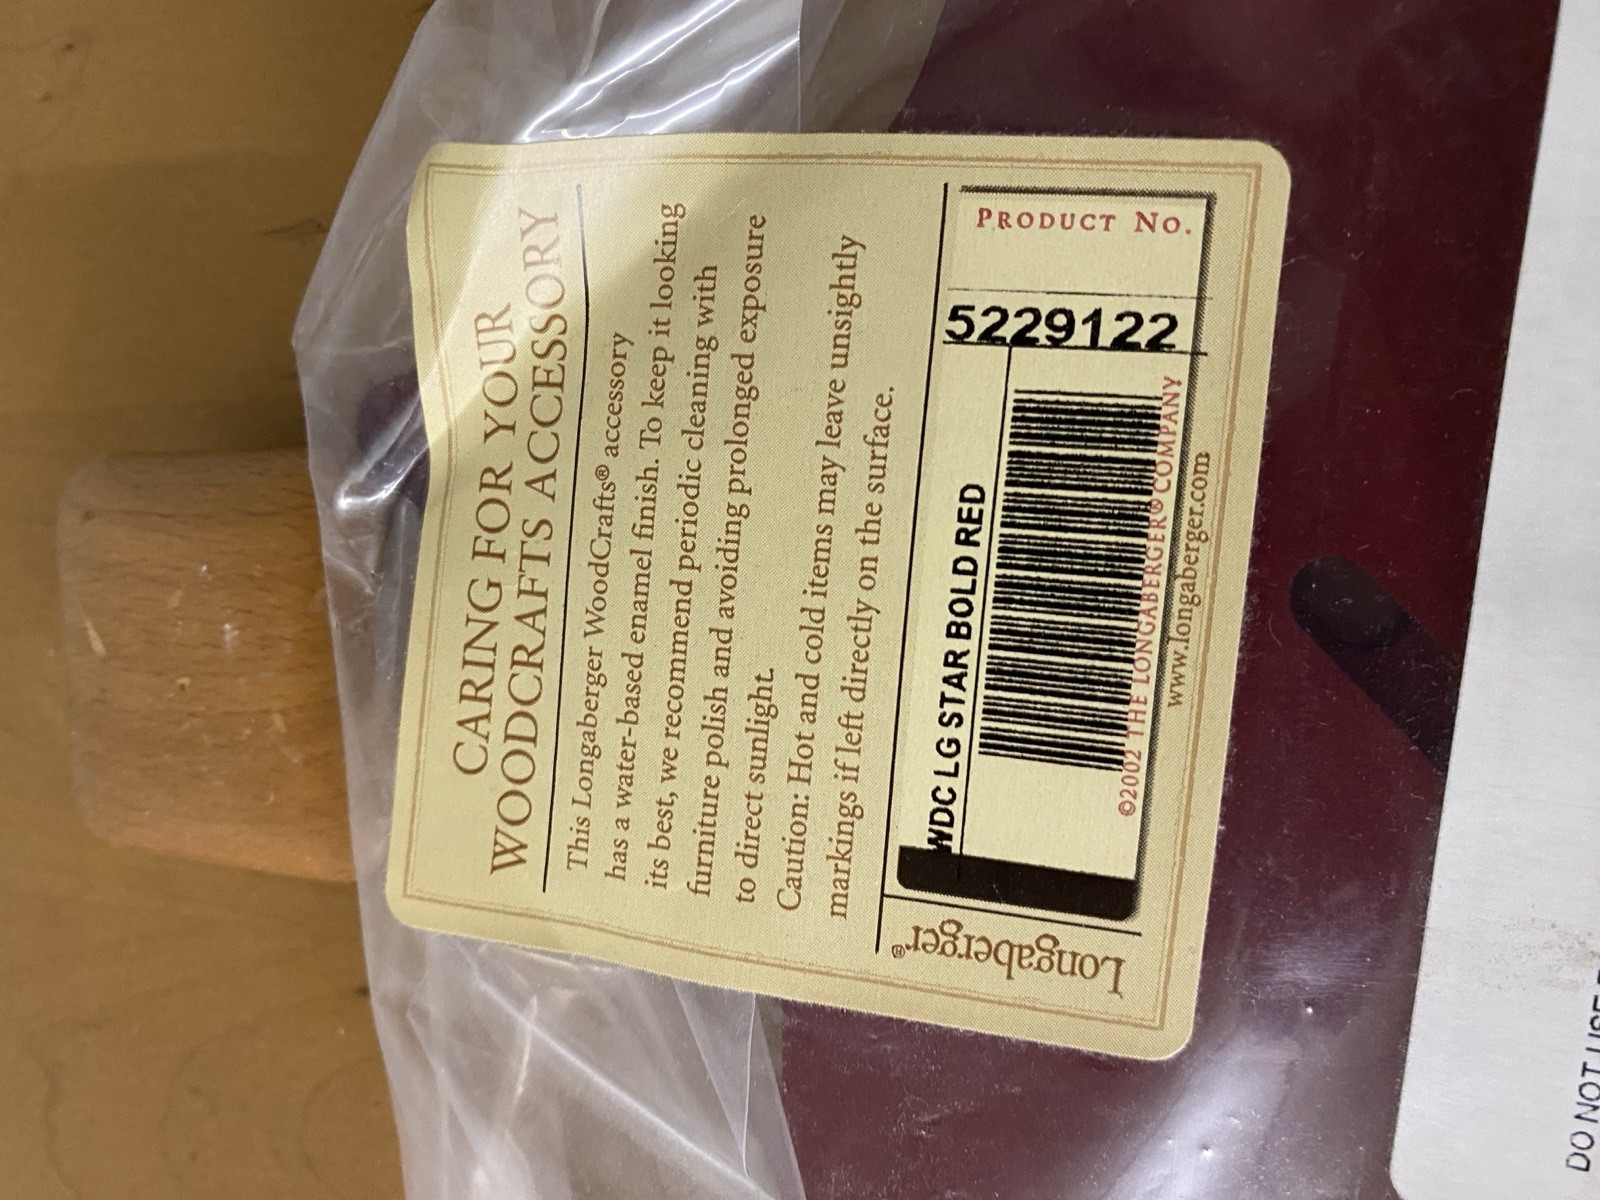 CARING FOR YOUR
WOODCRAFTS ACCESSORY
This Longaberger WoodCrafts® accessory
has a water-based enamel finish. To keep it looking
its best, we recommend periodic cleaning with
furniture polish and avoiding prolonged exposure
to direct sunlight.
Caution: Hot and cold items may leave unsightly
markings if left directly on the surface.
Longaberger®
WDC LG STAR BOLD RED
PRODUCT NO.
5229122
©2002 THE LONGABERGER® COMPANY
www.longaberger.com
DO NOT USE